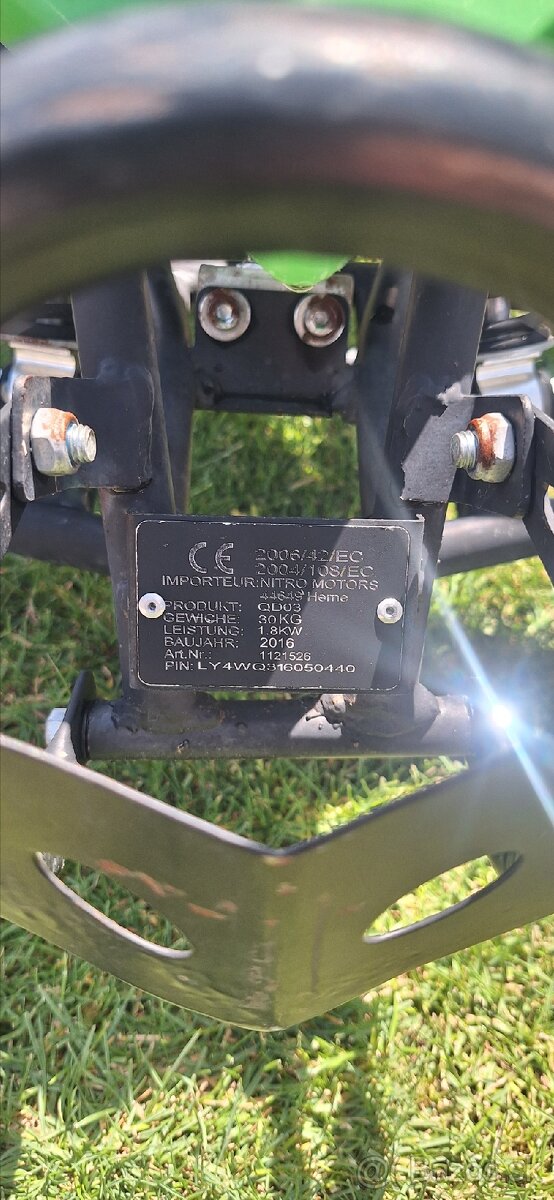 CE 2006/42/EC
2004/108/EC
IMPORTEUR:NITRO MOTORS
44649 Herne
PRODUKT: QD03
GEWICHE: 30KG
LEISTUNG: 1,8KW
BAUJAHR: 2016
Art.Nr.: 1121526
PIN: LY4WQ316050440